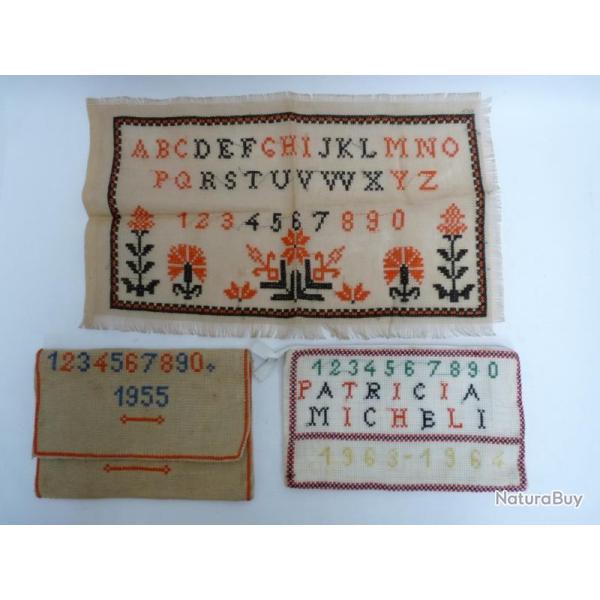 ABCDEFGHIJKLMNO
PQRSTUVWXYZ
1234567890
1234567890
1955
1234567890
PATRICIA
MICHELI
1963-1964
NaturaBuy